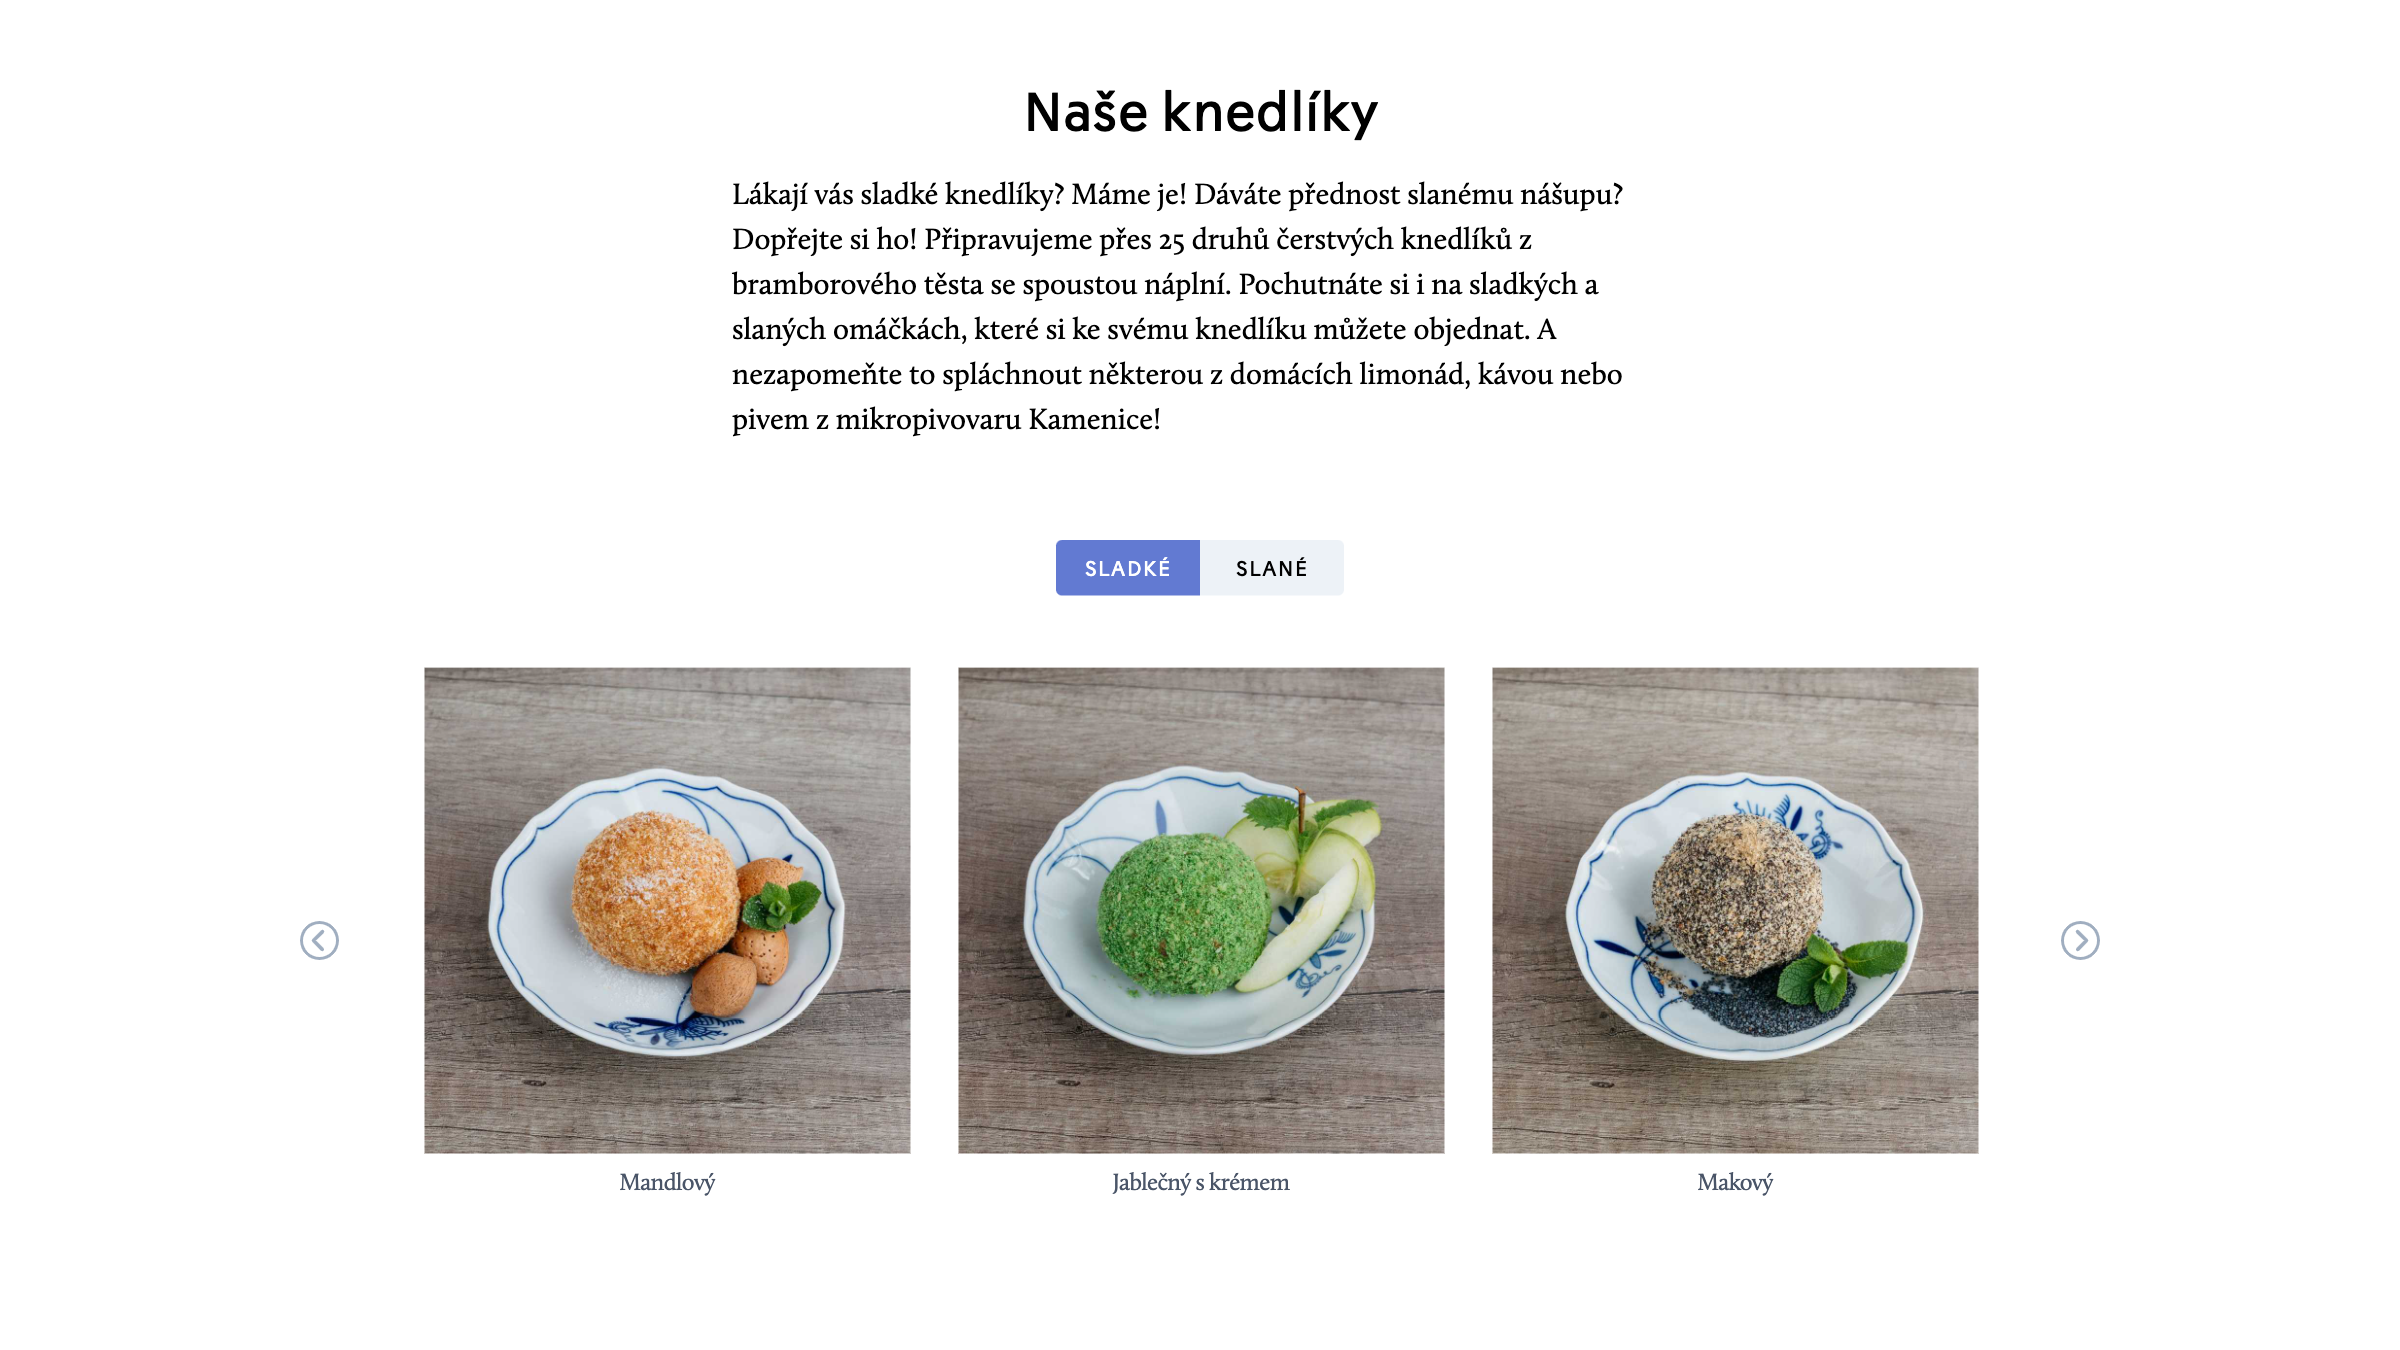 Naše knedlíky
Lákají vás sladké knedlíky? Máme je! Dáváte přednost slanému nášupu?
Dopřejte si ho! Připravujeme přes 25 druhů čerstvých knedlíků z
bramborového těsta se spoustou náplní. Pochutnáte si i na sladkých a
slaných omáčkách, které si ke svému knedlíku můžete objednat. A
nezapomeňte to spláchnout některou z domácích limonád, kávou nebo
pivem z mikropivovaru Kamenice!
SLADKÉ SLANÉ
Mandlový
Jablečný s krémem
Makový